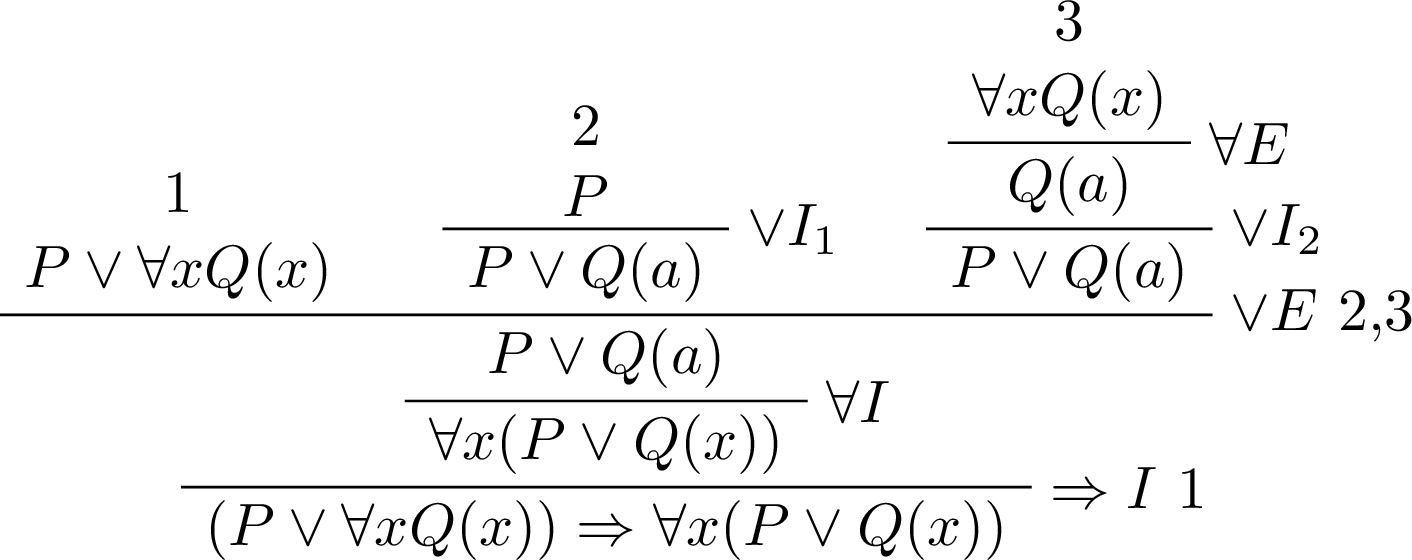 3
∀xQ(x)
2
∀E
P
Q(a)
1
∨I₁
∨I₂
P ∨ ∀xQ(x)
P ∨ Q(a)
P ∨ Q(a)
∨E 2,3
P ∨ Q(a)
∀I
∀x(P ∨ Q(x))
⇒ I 1
(P ∨ ∀xQ(x)) ⇒ ∀x(P ∨ Q(x))